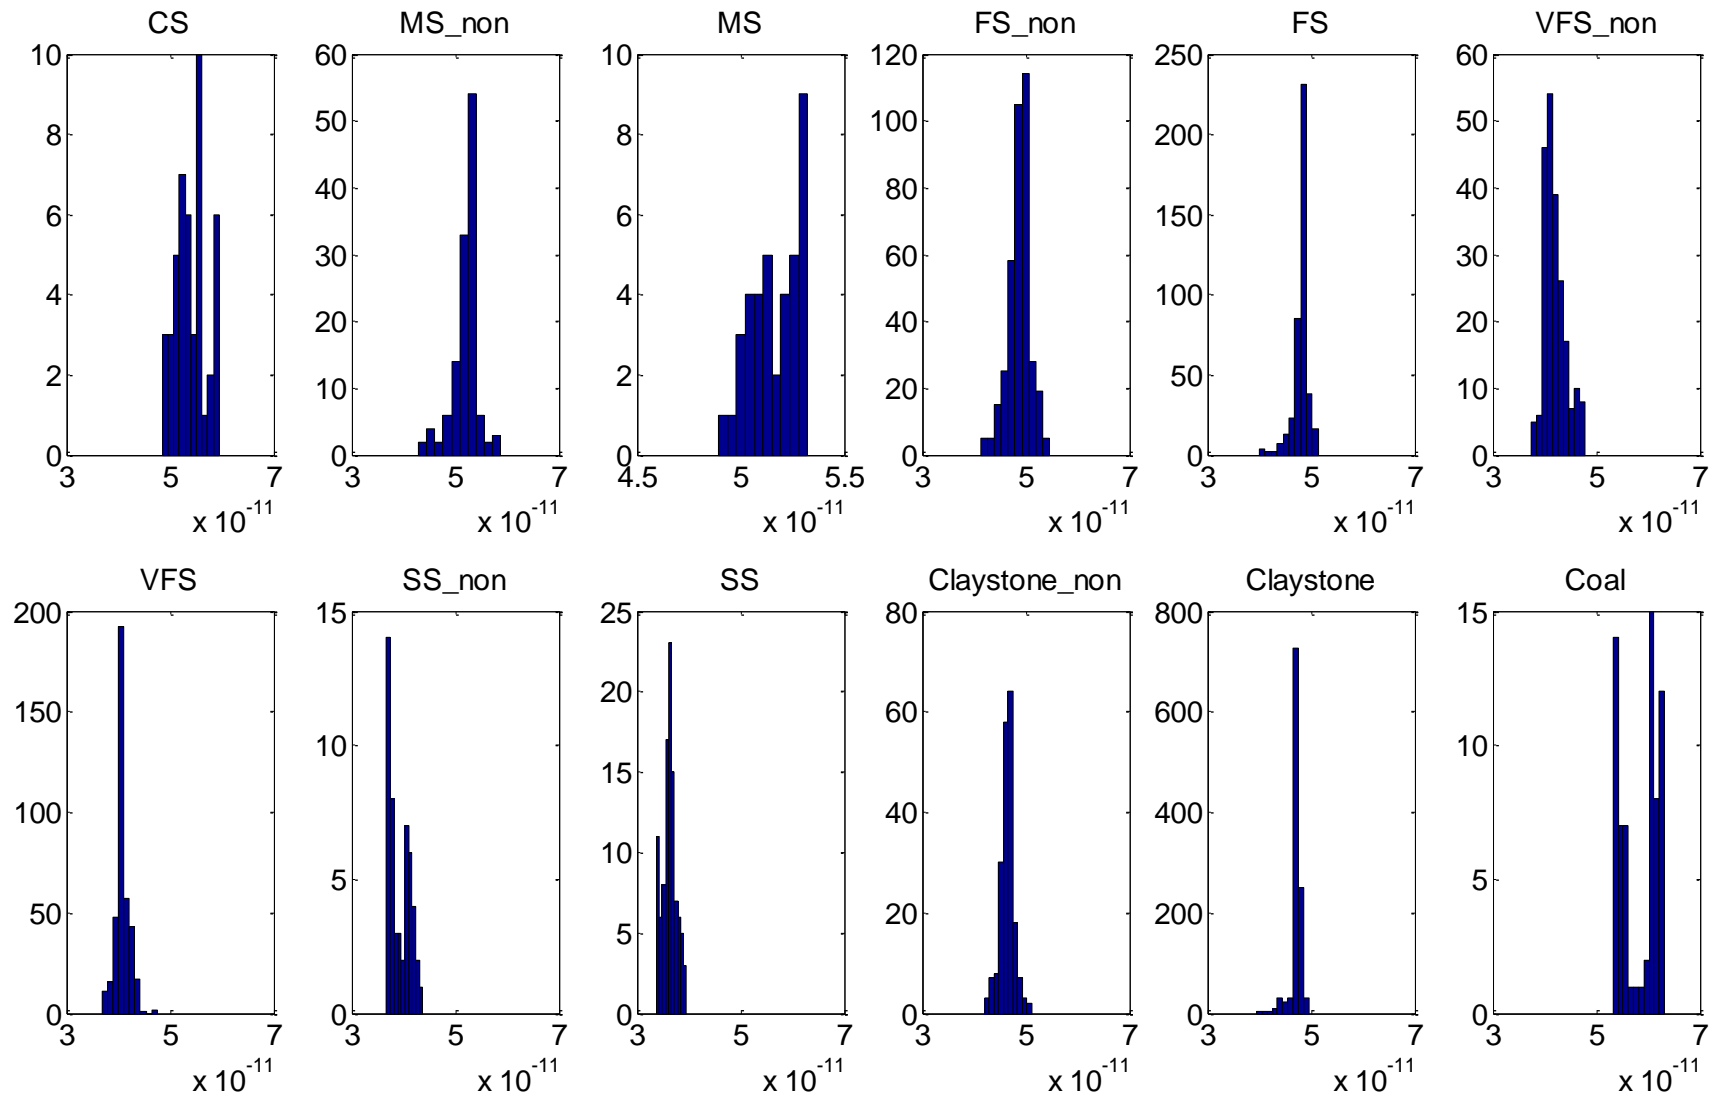 CS MS_non MS FS_non FS VFS_non
10 60 10 120 250 60
50 100 200 50
8 8
40 80 40
6 6 150
30 60 30
4 4 100
20 40 20
2 2 50
10 20 10
0 0 0 0 0 0
3 5 7 3 5 7 4.5 5 5.5 3 5 7 3 5 7 3 5 7
x 10-11 x 10-11 x 10-11 x 10-11 x 10-11
VFS SS_non SS Claystone_non Claystone Coal
200 15 25 80 800 15
20
150 60 600
10 10
15
100 40 400
10
5 5
50 20 200
5
0 0 0 0 0 0
3 5 7 3 5 7 3 5 7 3 5 7 3 5 7 3 5 7
x 10-11 x 10-11 x 10-11 x 10-11 x 10-11 x 10-11